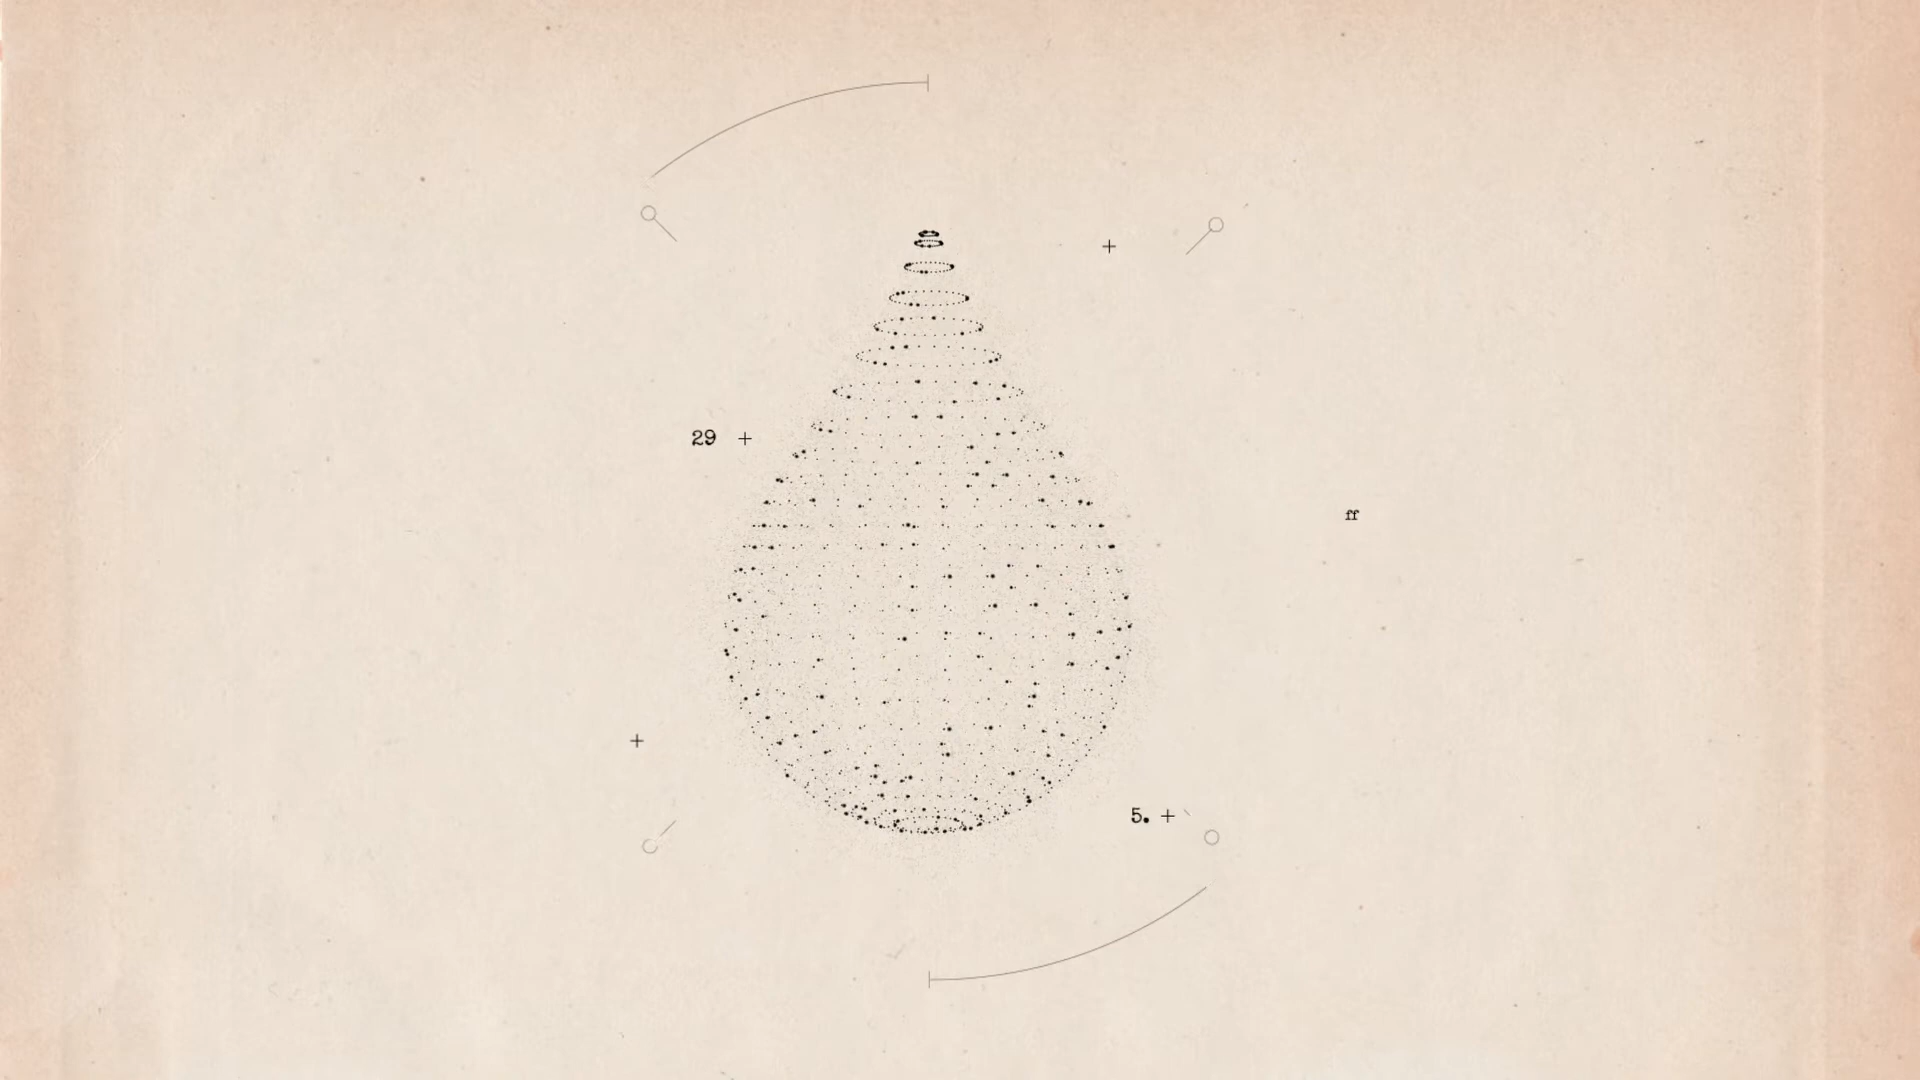 29 +
ff
5. +